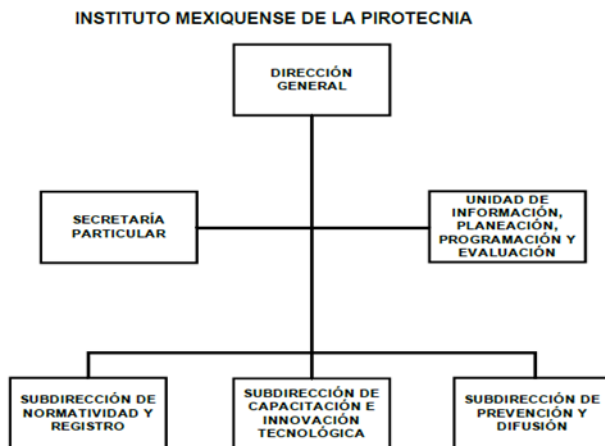 INSTITUTO MEXIQUENSE DE LA PIROTECNIA
DIRECCIÓN
GENERAL
SECRETARÍA
PARTICULAR
UNIDAD DE
INFORMACIÓN,
PLANEACIÓN,
PROGRAMACIÓN Y
EVALUACIÓN
SUBDIRECCIÓN DE
NORMATIVIDAD Y
REGISTRO
SUBDIRECCIÓN DE
CAPACITACIÓN E
INNOVACIÓN
TECNOLÓGICA
SUBDIRECCIÓN DE
PREVENCIÓN Y
DIFUSIÓN